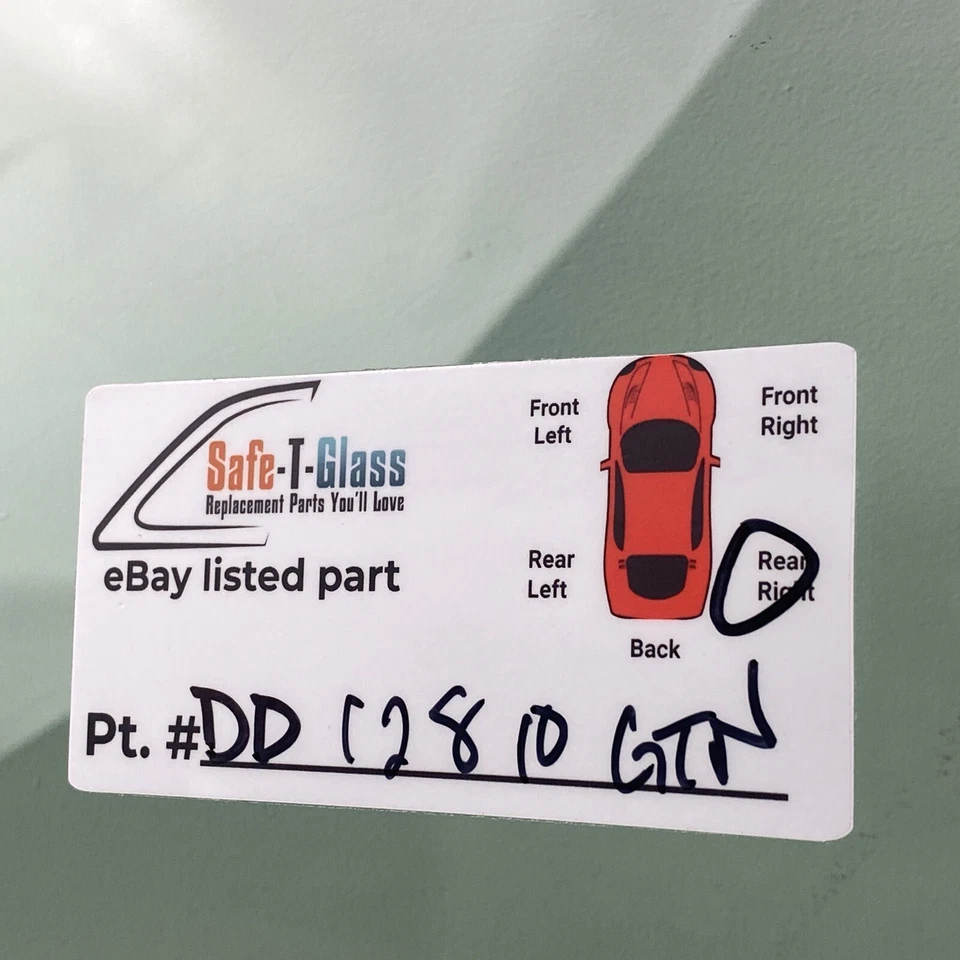 Safe-T-Glass
Replacement Parts You'll Love
eBay listed part
Front
Left
Front
Right
Rear
Left
Rear
Right
Back
Pt. # DD 12810 GTN